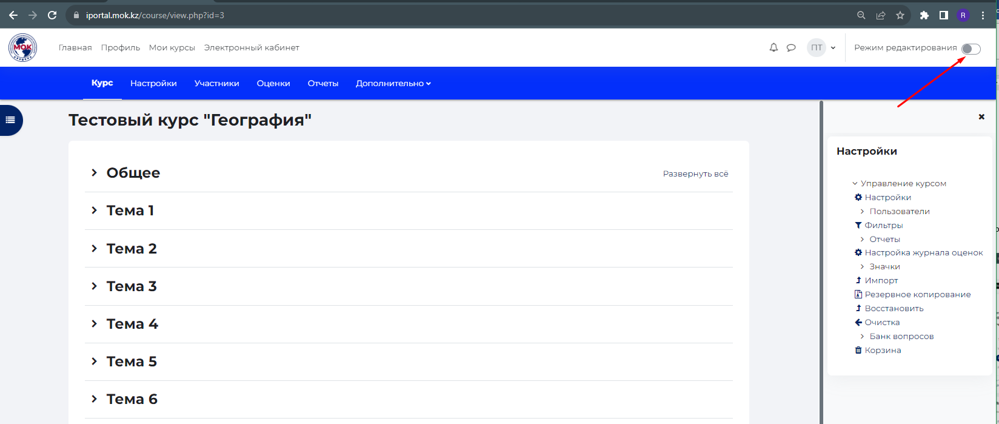 iportal.mok.kz/course/view.php?id=3
R
МОК
Главная Профиль Мои курсы Электронный кабинет
ПТ
Режим редактирования
Курс Настройки Участники Оценки Отчеты Дополнительно
Тестовый курс "География"
Общее
Развернуть всё
Тема 1
Тема 2
Тема 3
Тема 4
Тема 5
Тема 6
Настройки
Управление курсом
Настройки
Пользователи
Фильтры
Отчеты
Настройка журнала оценок
Значки
Импорт
Резервное копирование
Восстановить
Очистка
Банк вопросов
Корзина